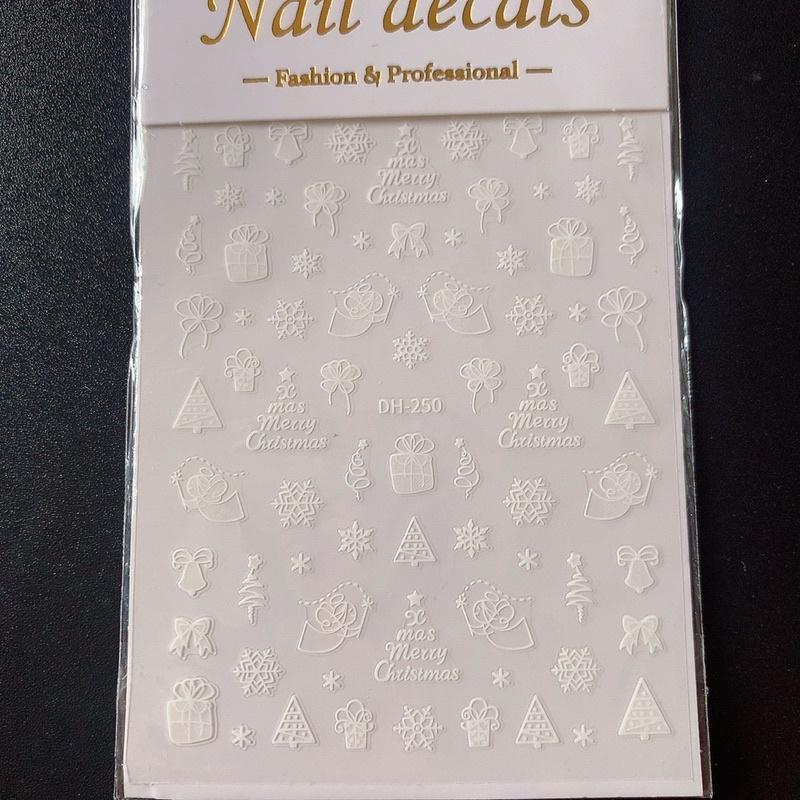 Nail decals
— Fashion & Professional —
X
mas
Merry
Christmas
X
mas
Merry
Christmas
DH-250
X
mas
Merry
Christmas
X
mas
Merry
Christmas